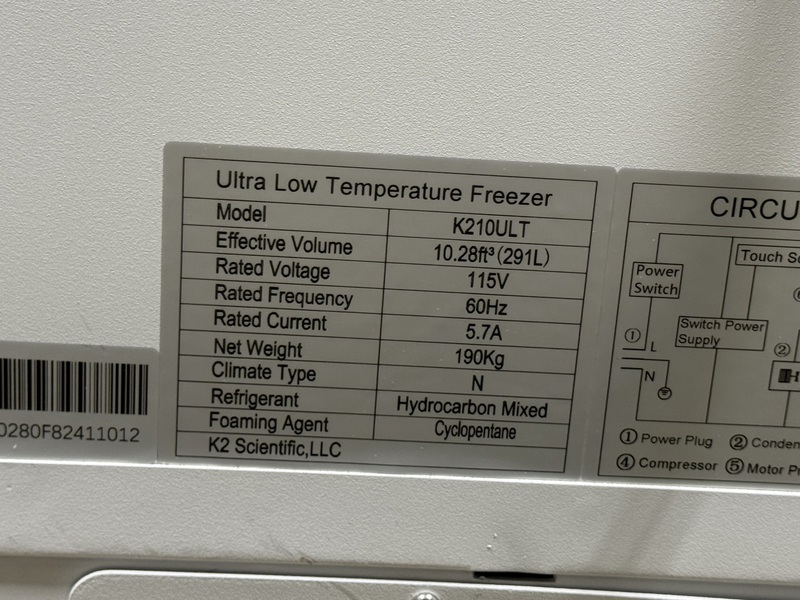 Ultra Low Temperature Freezer
Model K210ULT
Effective Volume 10.28ft³(291L)
Rated Voltage 115V
Rated Frequency 60Hz
Rated Current 5.7A
Net Weight 190Kg
Climate Type N
Refrigerant Hydrocarbon Mixed
Foaming Agent Cyclopentane
K2 Scientific,LLC
0280F82411012
CIRCU
Touch Sc
Power
Switch
Switch Power
Supply
① L
②
N
H
① Power Plug ② Conden
④ Compressor ⑤ Motor Pr